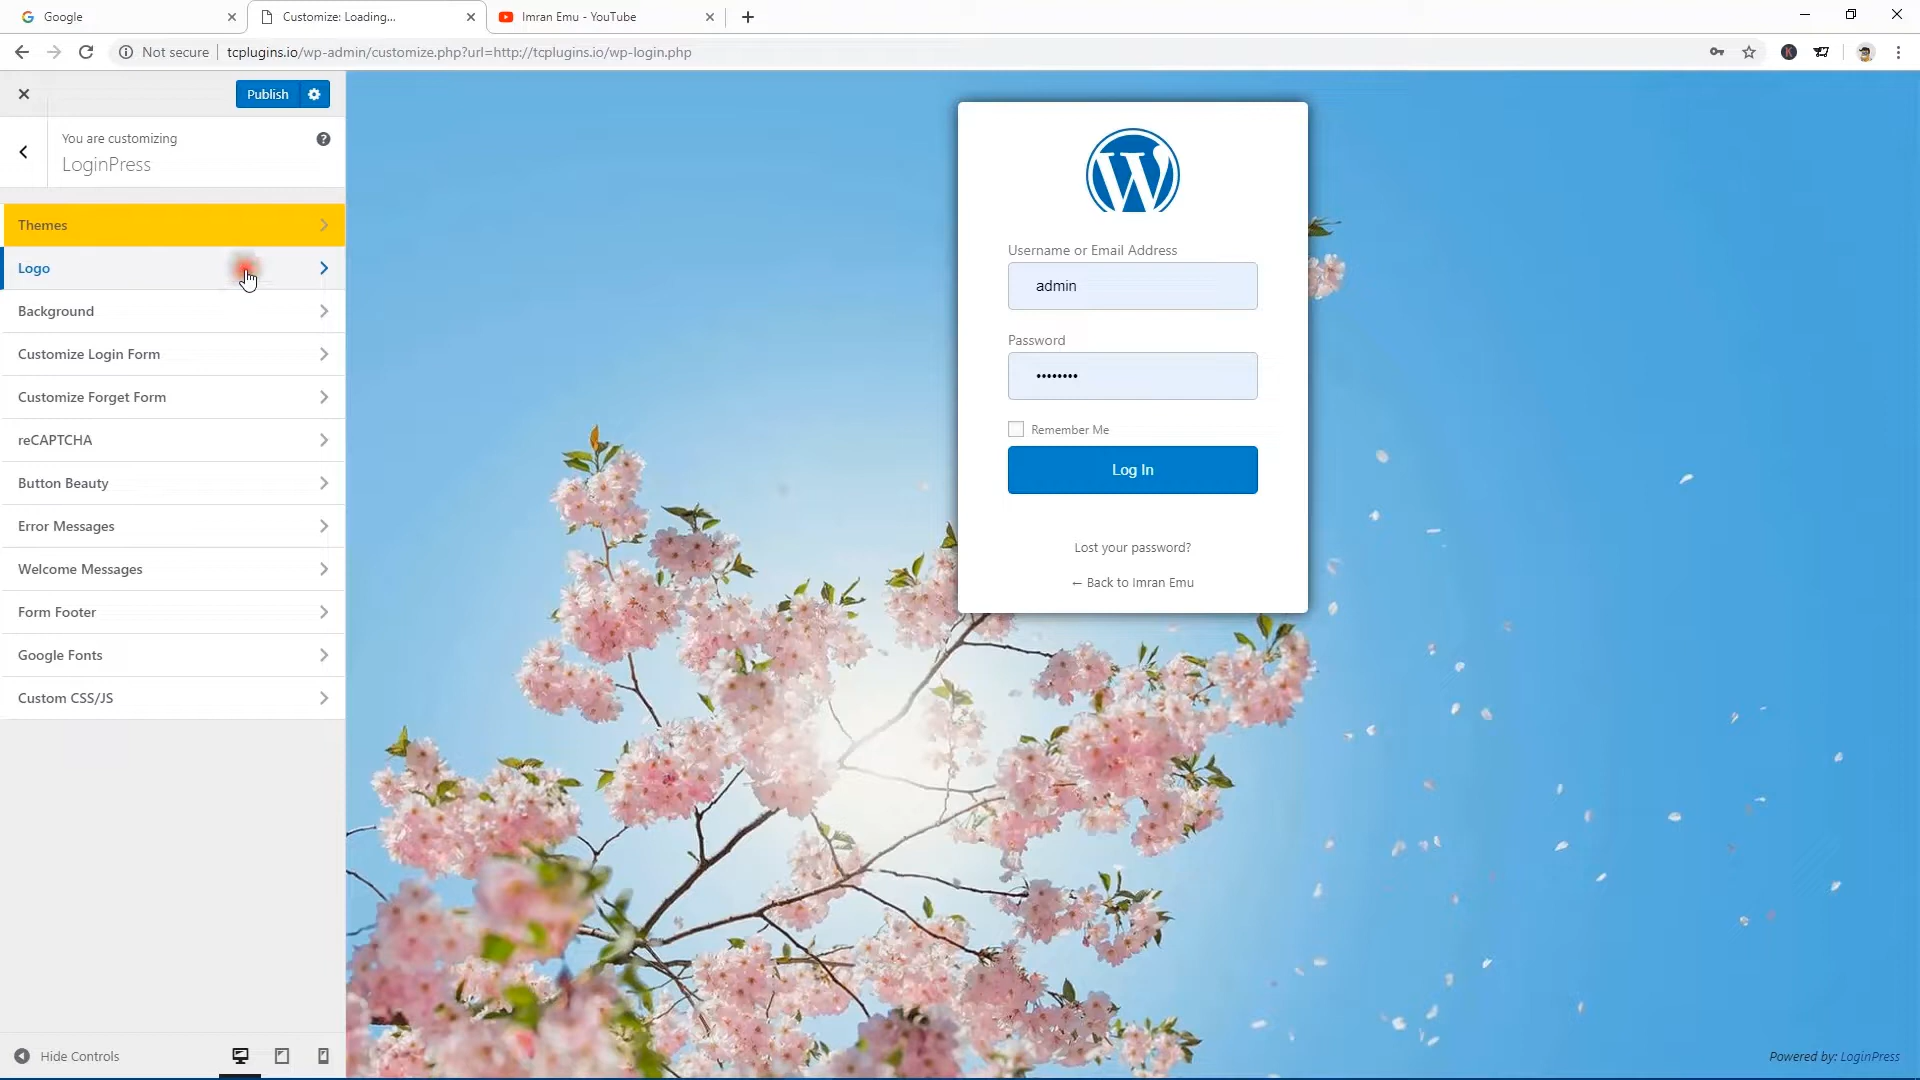 Google
Customize: Loading...
Imran Emu - YouTube
Not secure
tcplugins.io/wp-admin/customize.php?url=http://tcplugins.io/wp-login.php
K
Publish
You are customizing
LoginPress
?
Themes
Logo
Background
Customize Login Form
Customize Forget Form
reCAPTCHA
Button Beauty
Error Messages
Welcome Messages
Form Footer
Google Fonts
Custom CSS/JS
Hide Controls
W
Username or Email Address
admin
Password
••••••••
Remember Me
Log In
Lost your password?
← Back to Imran Emu
Powered by: LoginPress